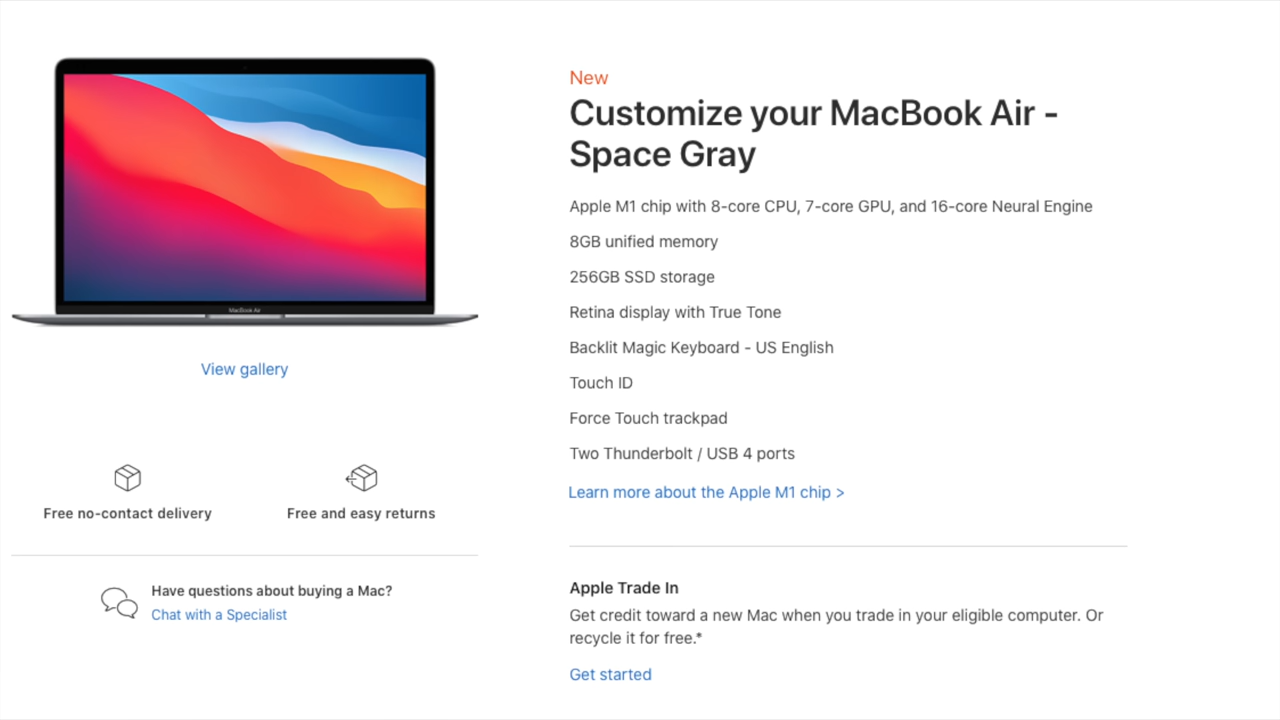 New
Customize your MacBook Air -
Space Gray
Apple M1 chip with 8-core CPU, 7-core GPU, and 16-core Neural Engine
8GB unified memory
256GB SSD storage
Retina display with True Tone
Backlit Magic Keyboard - US English
Touch ID
Force Touch trackpad
Two Thunderbolt / USB 4 ports
Learn more about the Apple M1 chip >
Apple Trade In
Get credit toward a new Mac when you trade in your eligible computer. Or
recycle it for free.*
Get started
MacBook Air
View gallery
Free no-contact delivery
Free and easy returns
Have questions about buying a Mac?
Chat with a Specialist